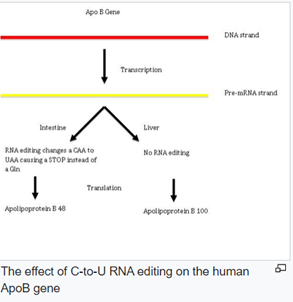 Apo B Gene
DNA strand
Transcription
Pre-mRNA strand
Intestine
Liver
RNA editing changes a CAA to
UAA causing a STOP instead of
a Gln
No RNA editing
Translation
Apolipoprotein B 48
Apolipoprotein B 100
The effect of C-to-U RNA editing on the human
ApoB gene